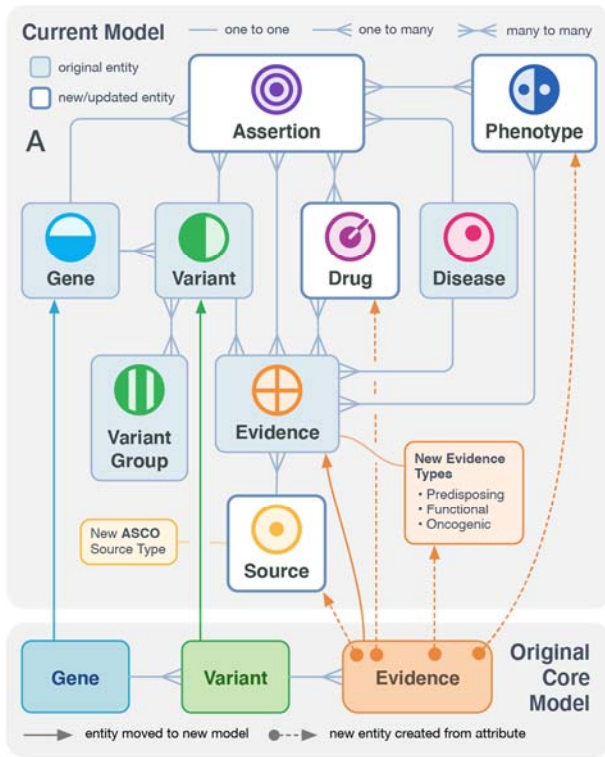 Current Model
one to one
one to many
many to many
original entity
new/updated entity
A
Assertion
Phenotype
Gene
Variant
Drug
Disease
Variant
Group
Evidence
New Evidence
Types
• Predisposing
• Functional
• Oncogenic
New ASCO
Source Type
Source
Gene
Variant
Evidence
Original
Core
Model
entity moved to new model
new entity created from attribute